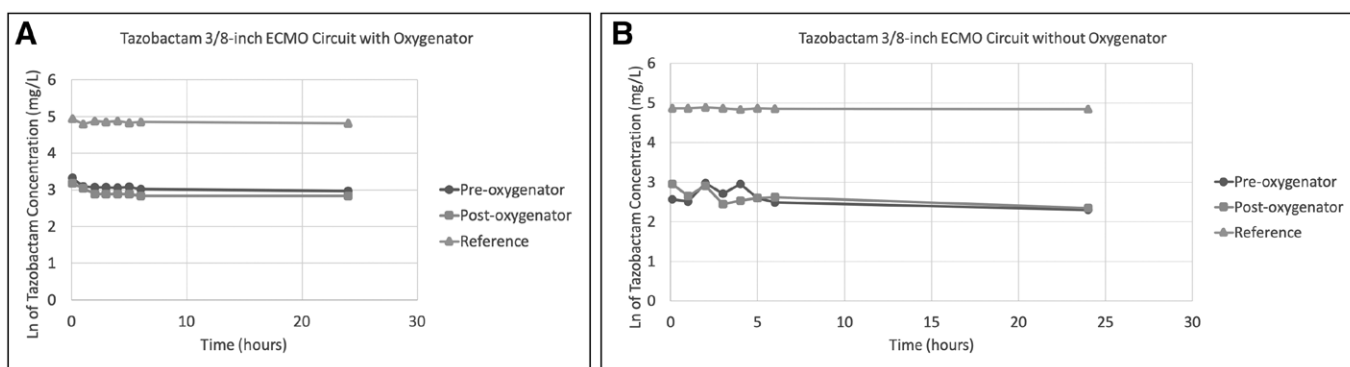 A
Tazobactam 3/8-inch ECMO Circuit with Oxygenator
Ln of Tazobactam Concentration (mg/L)
6
5
4
3
2
1
0
0
10
20
30
Time (hours)
Pre-oxygenator
Post-oxygenator
Reference
B
Tazobactam 3/8-inch ECMO Circuit without Oxygenator
Ln of Tazobactam Concentration (mg/L)
6
5
4
3
2
1
0
0
5
10
15
20
25
30
Time (hours)
Pre-oxygenator
Post-oxygenator
Reference